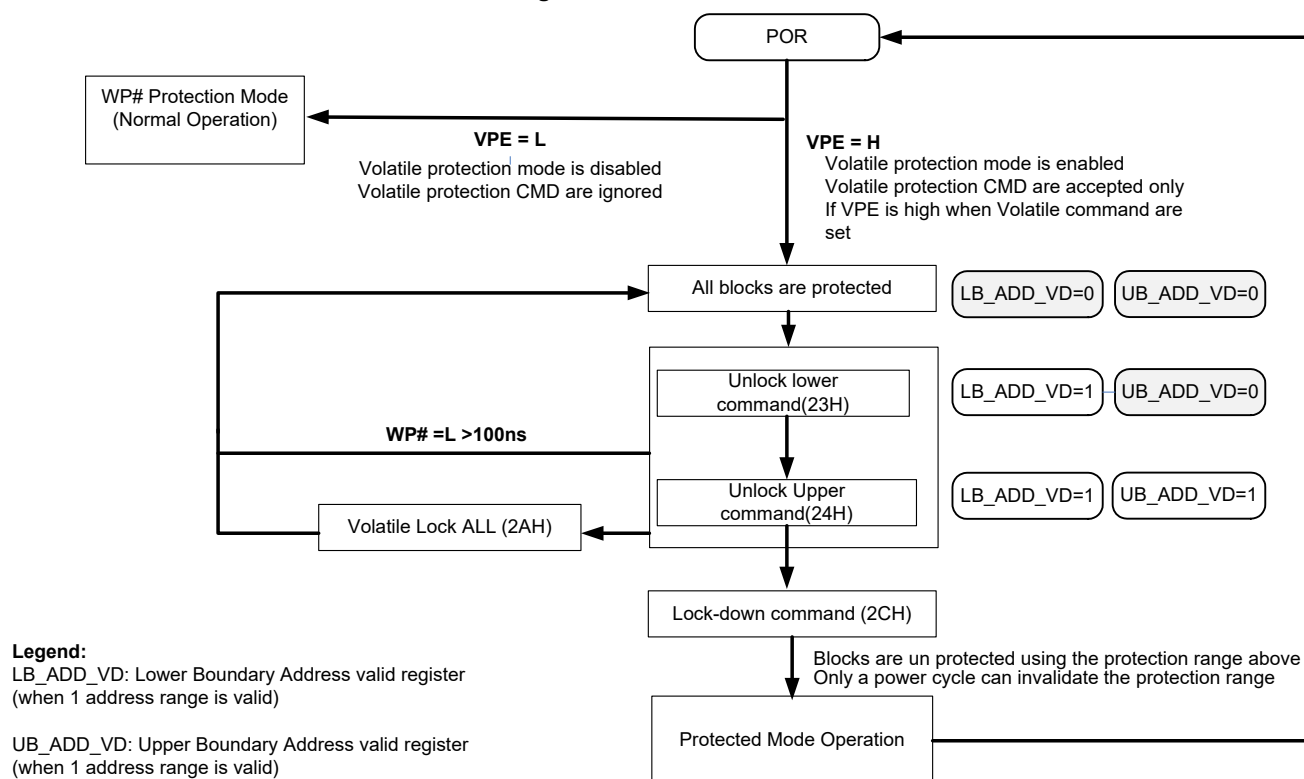 POR
WP# Protection Mode
(Normal Operation)
VPE = L
Volatile protection mode is disabled
Volatile protection CMD are ignored
VPE = H
Volatile protection mode is enabled
Volatile protection CMD are accepted only
If VPE is high when Volatile command are
set
All blocks are protected
LB_ADD_VD=0
UB_ADD_VD=0
Unlock lower
command(23H)
LB_ADD_VD=1
UB_ADD_VD=0
WP# =L >100ns
Unlock Upper
command(24H)
LB_ADD_VD=1
UB_ADD_VD=1
Volatile Lock ALL (2AH)
Lock-down command (2CH)
Blocks are un protected using the protection range above
Only a power cycle can invalidate the protection range
Protected Mode Operation
Legend:
LB_ADD_VD: Lower Boundary Address valid register
(when 1 address range is valid)
UB_ADD_VD: Upper Boundary Address valid register
(when 1 address range is valid)